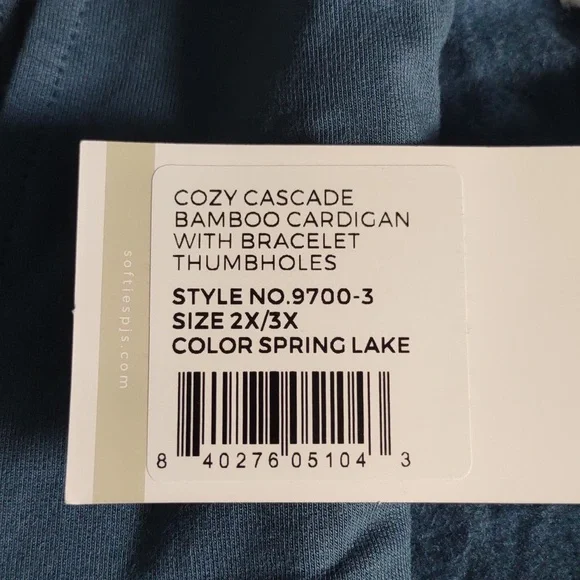 softiespjs.com
COZY CASCADE
BAMBOO CARDIGAN
WITH BRACELET
THUMBHOLES
STYLE NO.9700-3
SIZE 2X/3X
COLOR SPRING LAKE
8 40276 05104 3